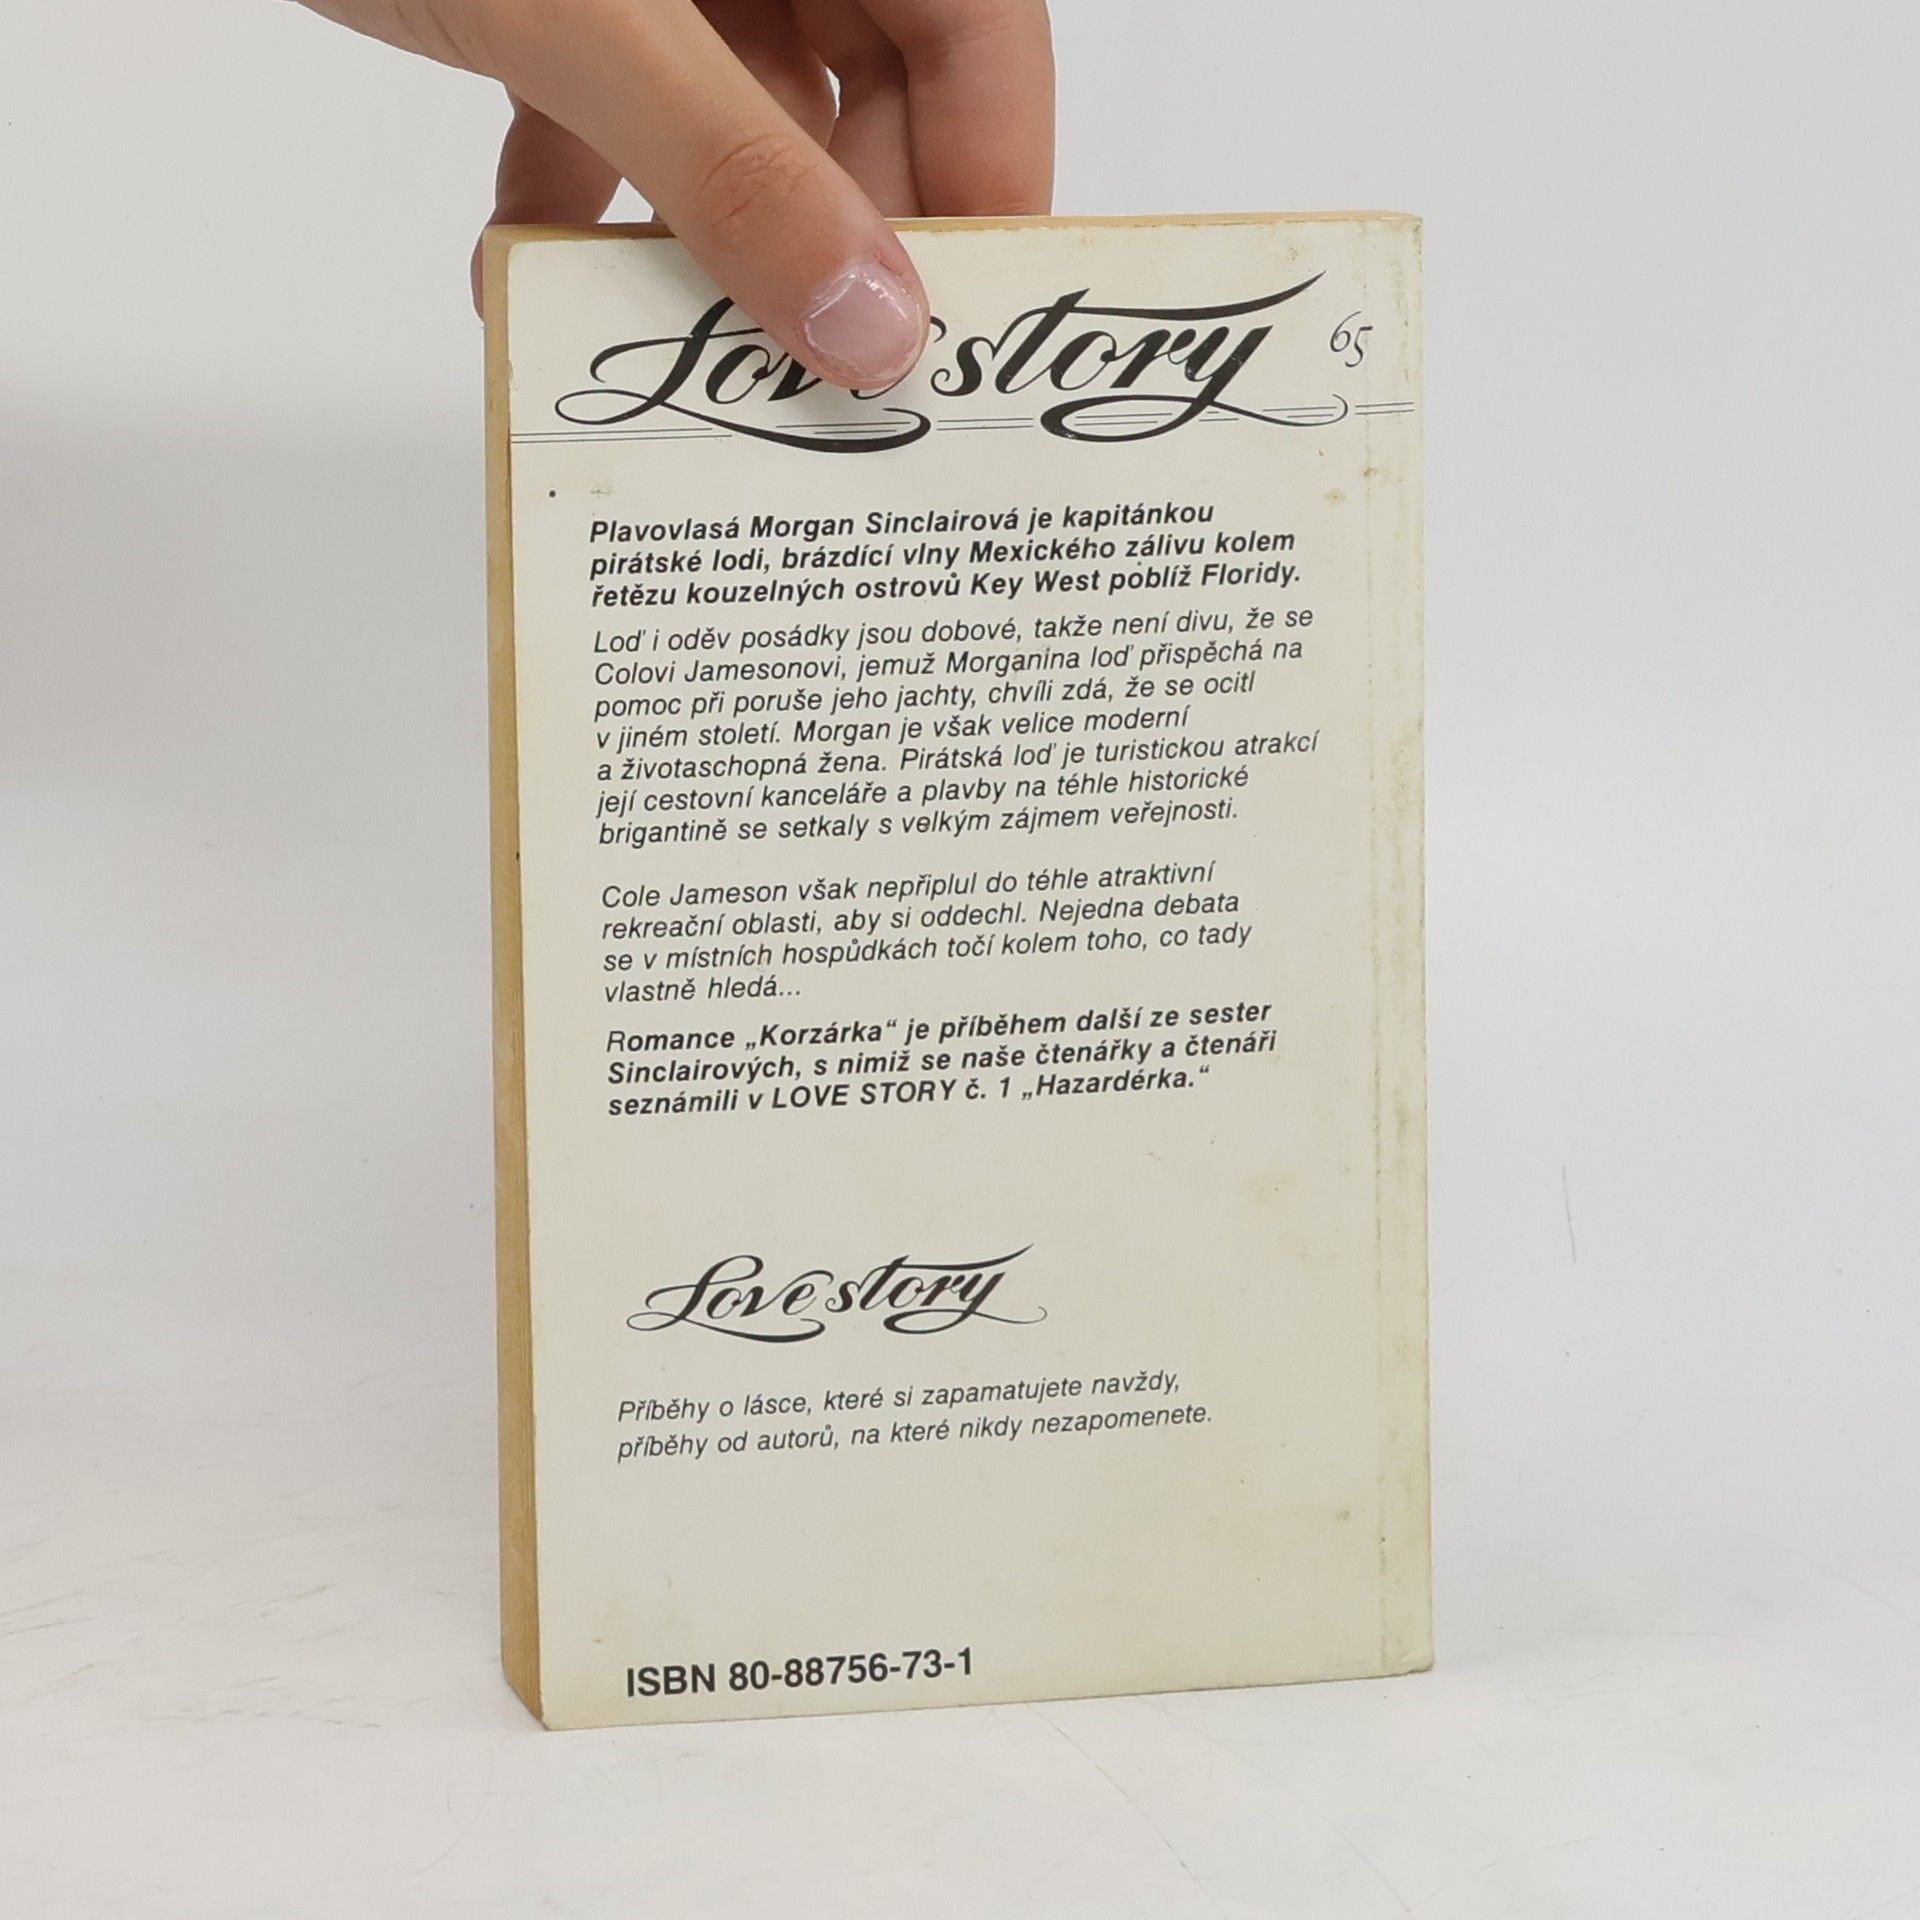 Love story 65
Plavovlasá Morgan Sinclairová je kapitánkou
pirátské lodi, brázdící vlny Mexického zálivu kolem
řetězu kouzelných ostrovů Key West poblíž Floridy.
Loď i oděv posádky jsou dobové, takže není divu, že se
Colovi Jamesonovi, jemuž Morganina loď přispěchá na
pomoc při poruše jeho jachty, chvíli zdá, že se ocitl
v jiném století. Morgan je však velice moderní
a životaschopná žena. Pirátská loď je turistickou atrakcí
její cestovní kanceláře a plavby na téhle historické
brigantině se setkaly s velkým zájmem veřejnosti.
Cole Jameson však nepřiplul do téhle atraktivní
rekreační oblasti, aby si oddechl. Nejedna debata
se v místních hospůdkách točí kolem toho, co tady
vlastně hledá...
Romance „Korzárka“ je příběhem další ze sester
Sinclairových, s nimiž se naše čtenářky a čtenáři
seznámili v LOVE STORY č. 1 „Hazardérka.“
Love story
Příběhy o lásce, které si zapamatujete navždy,
příběhy od autorů, na které nikdy nezapomenete.
ISBN 80-88756-73-1